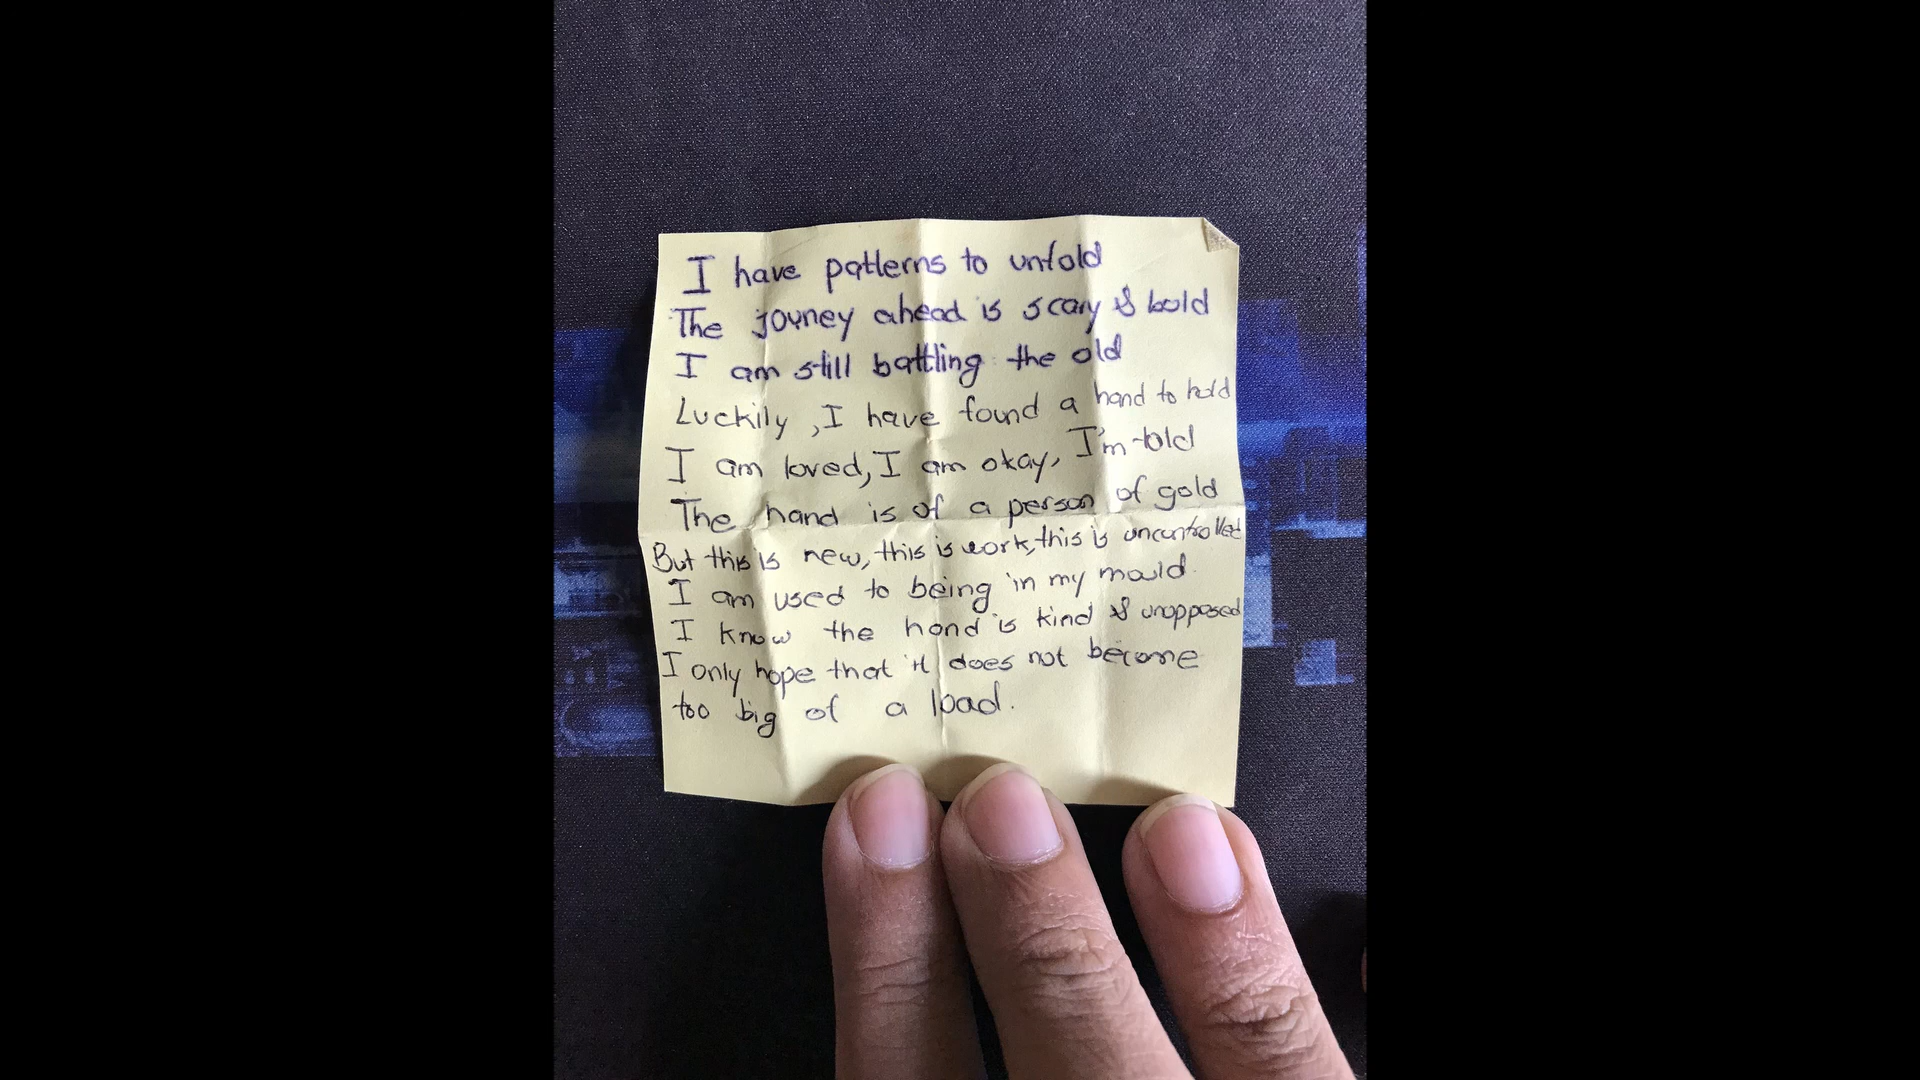 I have patterns to unfold
The jouney ahead is scary & bold
I am still battling the old
Luckily, I have found a hand to hold
I am loved, I am okay, I'm told
The hand is of a person of gold
But this is new, this is work, this is uncontrolled
I am used to being in my mould
I know the hand is kind & unopposed
I only hope that it does not become
too big of a load.